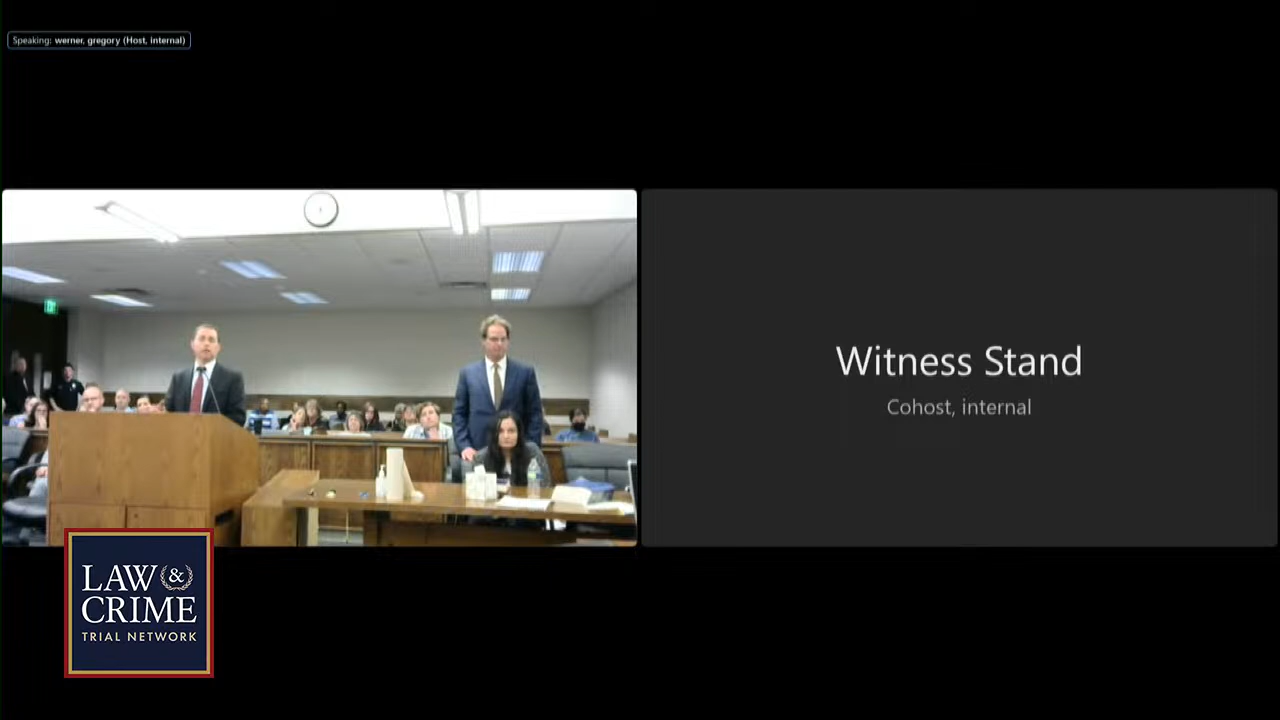 Speaking: werner, gregory (Host, internal)
Witness Stand
Cohost, internal
LAW &
CRIME
TRIAL NETWORK